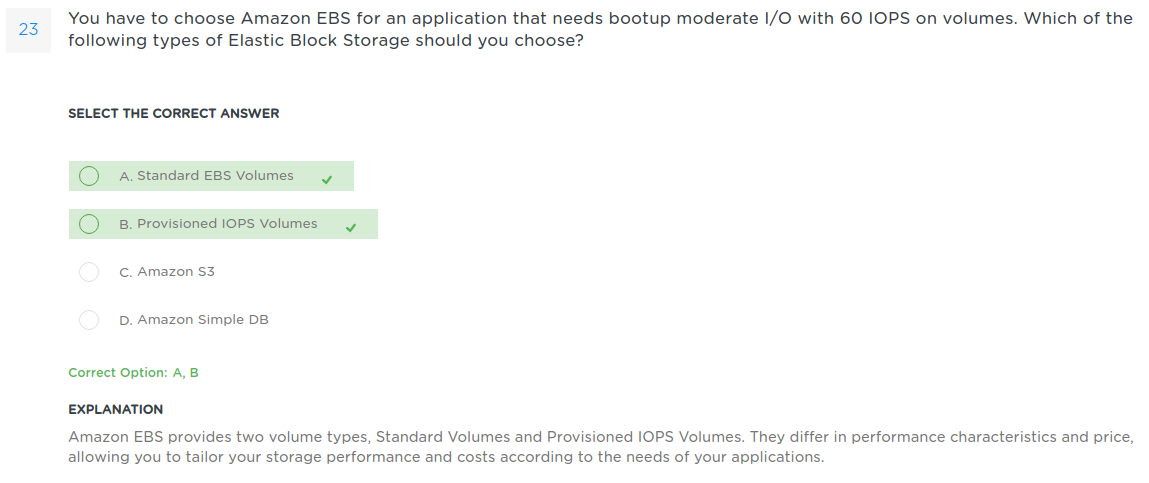 23
You have to choose Amazon EBS for an application that needs bootup moderate I/O with 60 IOPS on volumes. Which of the
following types of Elastic Block Storage should you choose?
SELECT THE CORRECT ANSWER
A. Standard EBS Volumes
B. Provisioned IOPS Volumes
C. Amazon S3
D. Amazon Simple DB
Correct Option: A, B
EXPLANATION
Amazon EBS provides two volume types, Standard Volumes and Provisioned IOPS Volumes. They differ in performance characteristics and price,
allowing you to tailor your storage performance and costs according to the needs of your applications.